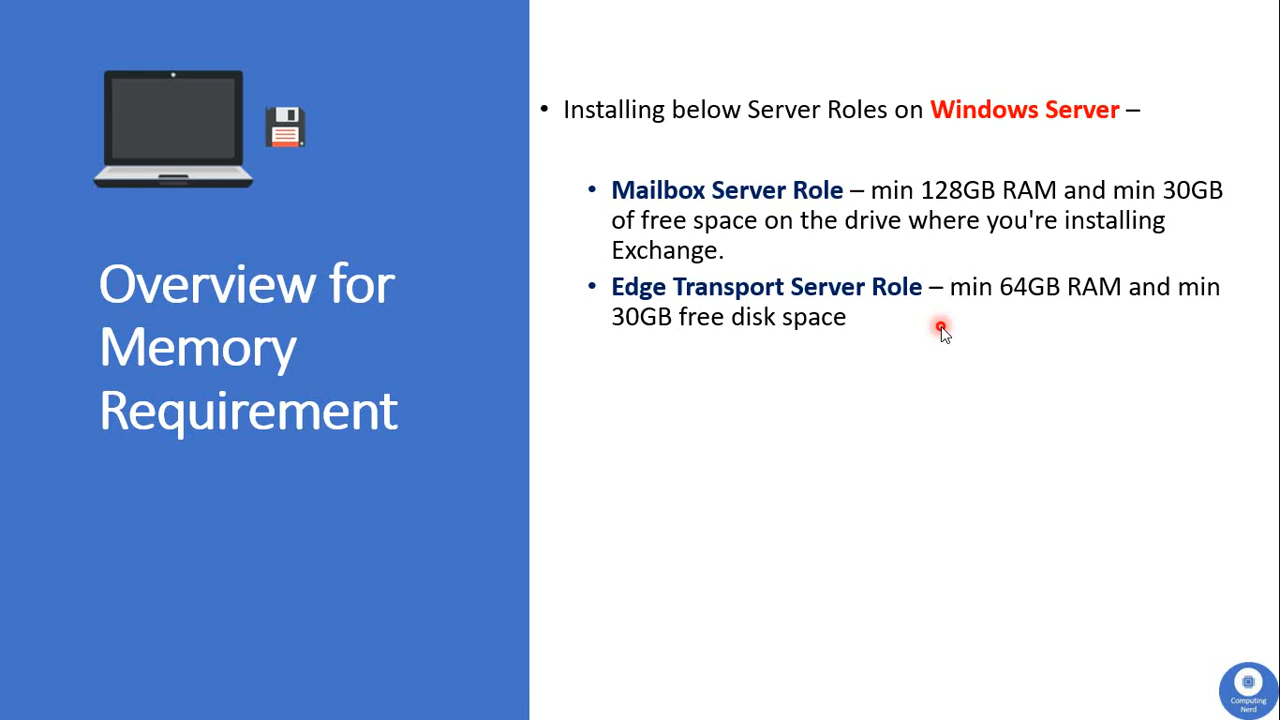 Overview for
Memory
Requirement
• Installing below Server Roles on Windows Server –
• Mailbox Server Role – min 128GB RAM and min 30GB
of free space on the drive where you're installing
Exchange.
• Edge Transport Server Role – min 64GB RAM and min
30GB free disk space
Computing
Nerd